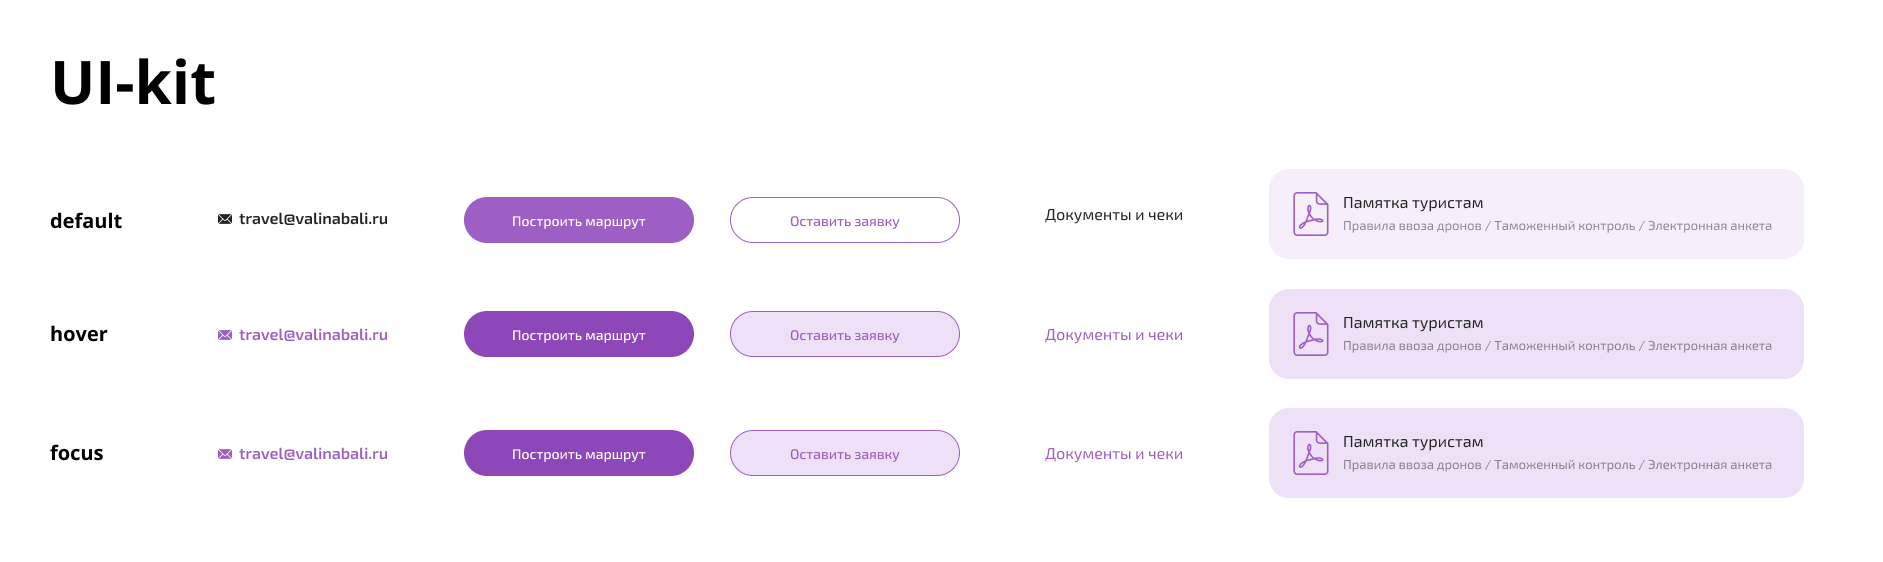 UI-kit
default
travel@valinabali.ru
Построить маршрут
Оставить заявку
Документы и чеки
Памятка туристам
Правила ввоза дронов / Таможенный контроль / Электронная анкета
hover
travel@valinabali.ru
Построить маршрут
Оставить заявку
Документы и чеки
Памятка туристам
Правила ввоза дронов / Таможенный контроль / Электронная анкета
focus
travel@valinabali.ru
Построить маршрут
Оставить заявку
Документы и чеки
Памятка туристам
Правила ввоза дронов / Таможенный контроль / Электронная анкета